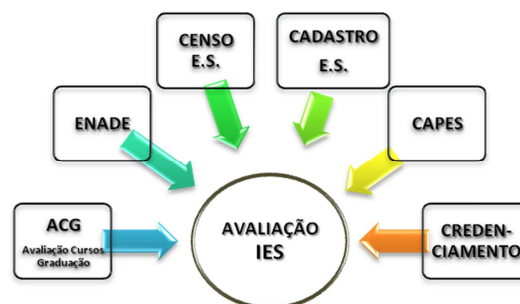 CENSO
E.S.
CADASTRO
E.S.
ENADE
CAPES
ACG
Avaliação Cursos
Graduação
AVALIAÇÃO
IES
CREDEN-
CIAMENTO